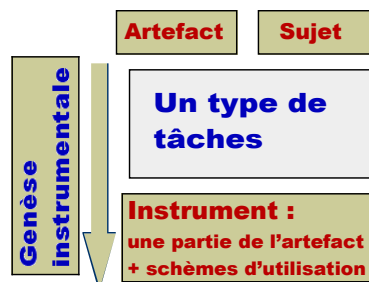 Artefact
Sujet
Genèse
instrumentale
Un type de
tâches
Instrument :
une partie de l'artefact
+ schèmes d'utilisation